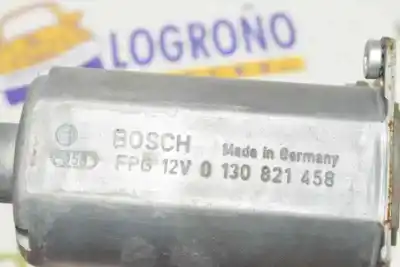 LOGROÑO
BOSCH Made in Germany
FPG 12V 0 130 821 458